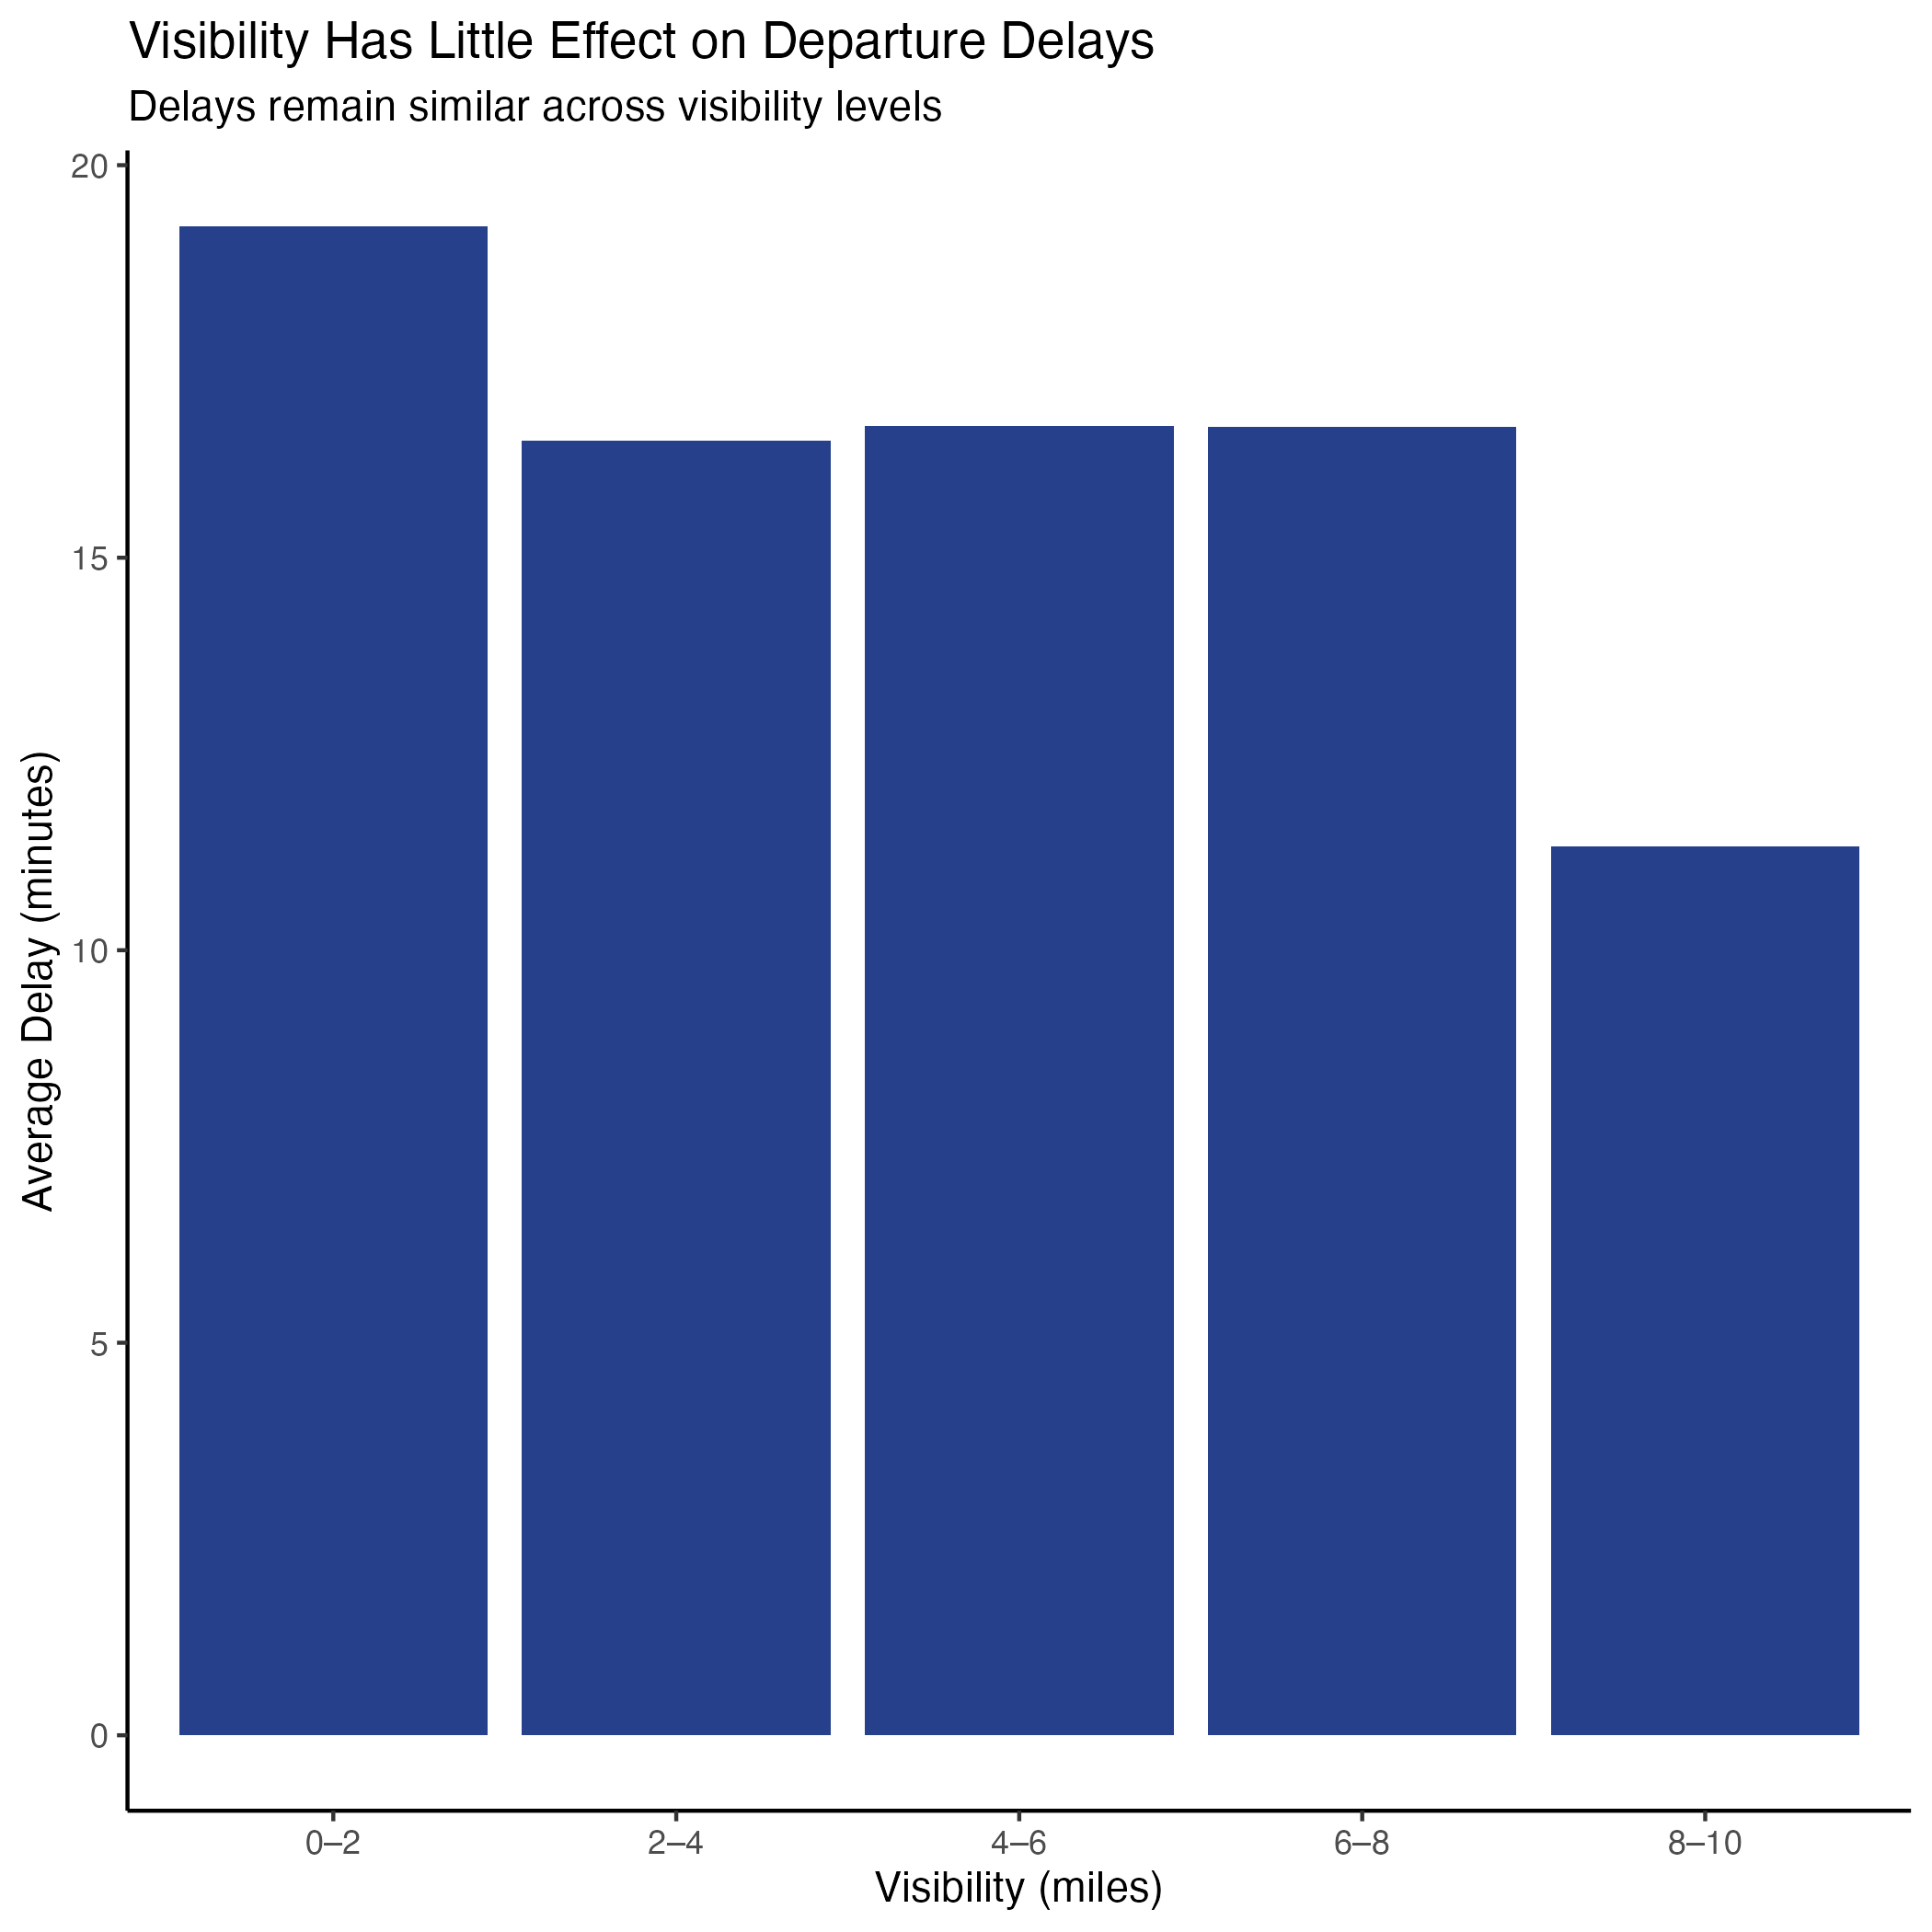 Visibility Has Little Effect on Departure Delays
Delays remain similar across visibility levels
20
15
10
5
0
Average Delay (minutes)
0–2
2–4
4–6
6–8
8–10
Visibility (miles)